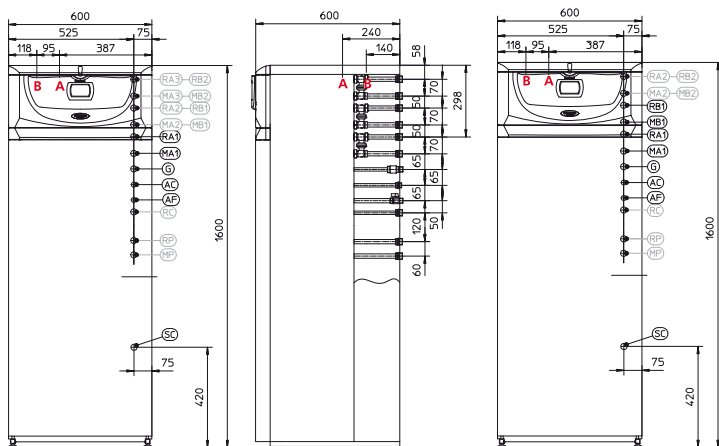 600
525
75
118
95
387
B
A
RA3
RB2
MA3
MB2
RA2
RB1
MA2
MB1
RA1
MA1
G
AC
AF
RC
RP
MP
SC
75
420
1600
600
240
140
58
A
B
298
70
50
70
50
70
65
65
65
50
120
60
600
525
75
118
95
387
B
A
RA2
RB2
MA2
MB2
RB1
MB1
RA1
MA1
G
AC
AF
RC
RP
MP
SC
75
420
1600